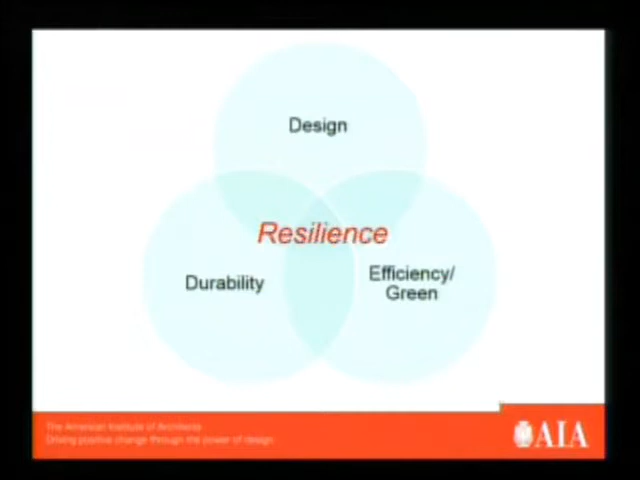 Design
Resilience
Durability
Efficiency/
Green
The American Institute of Architects
Driving positive change through the power of design
AIA